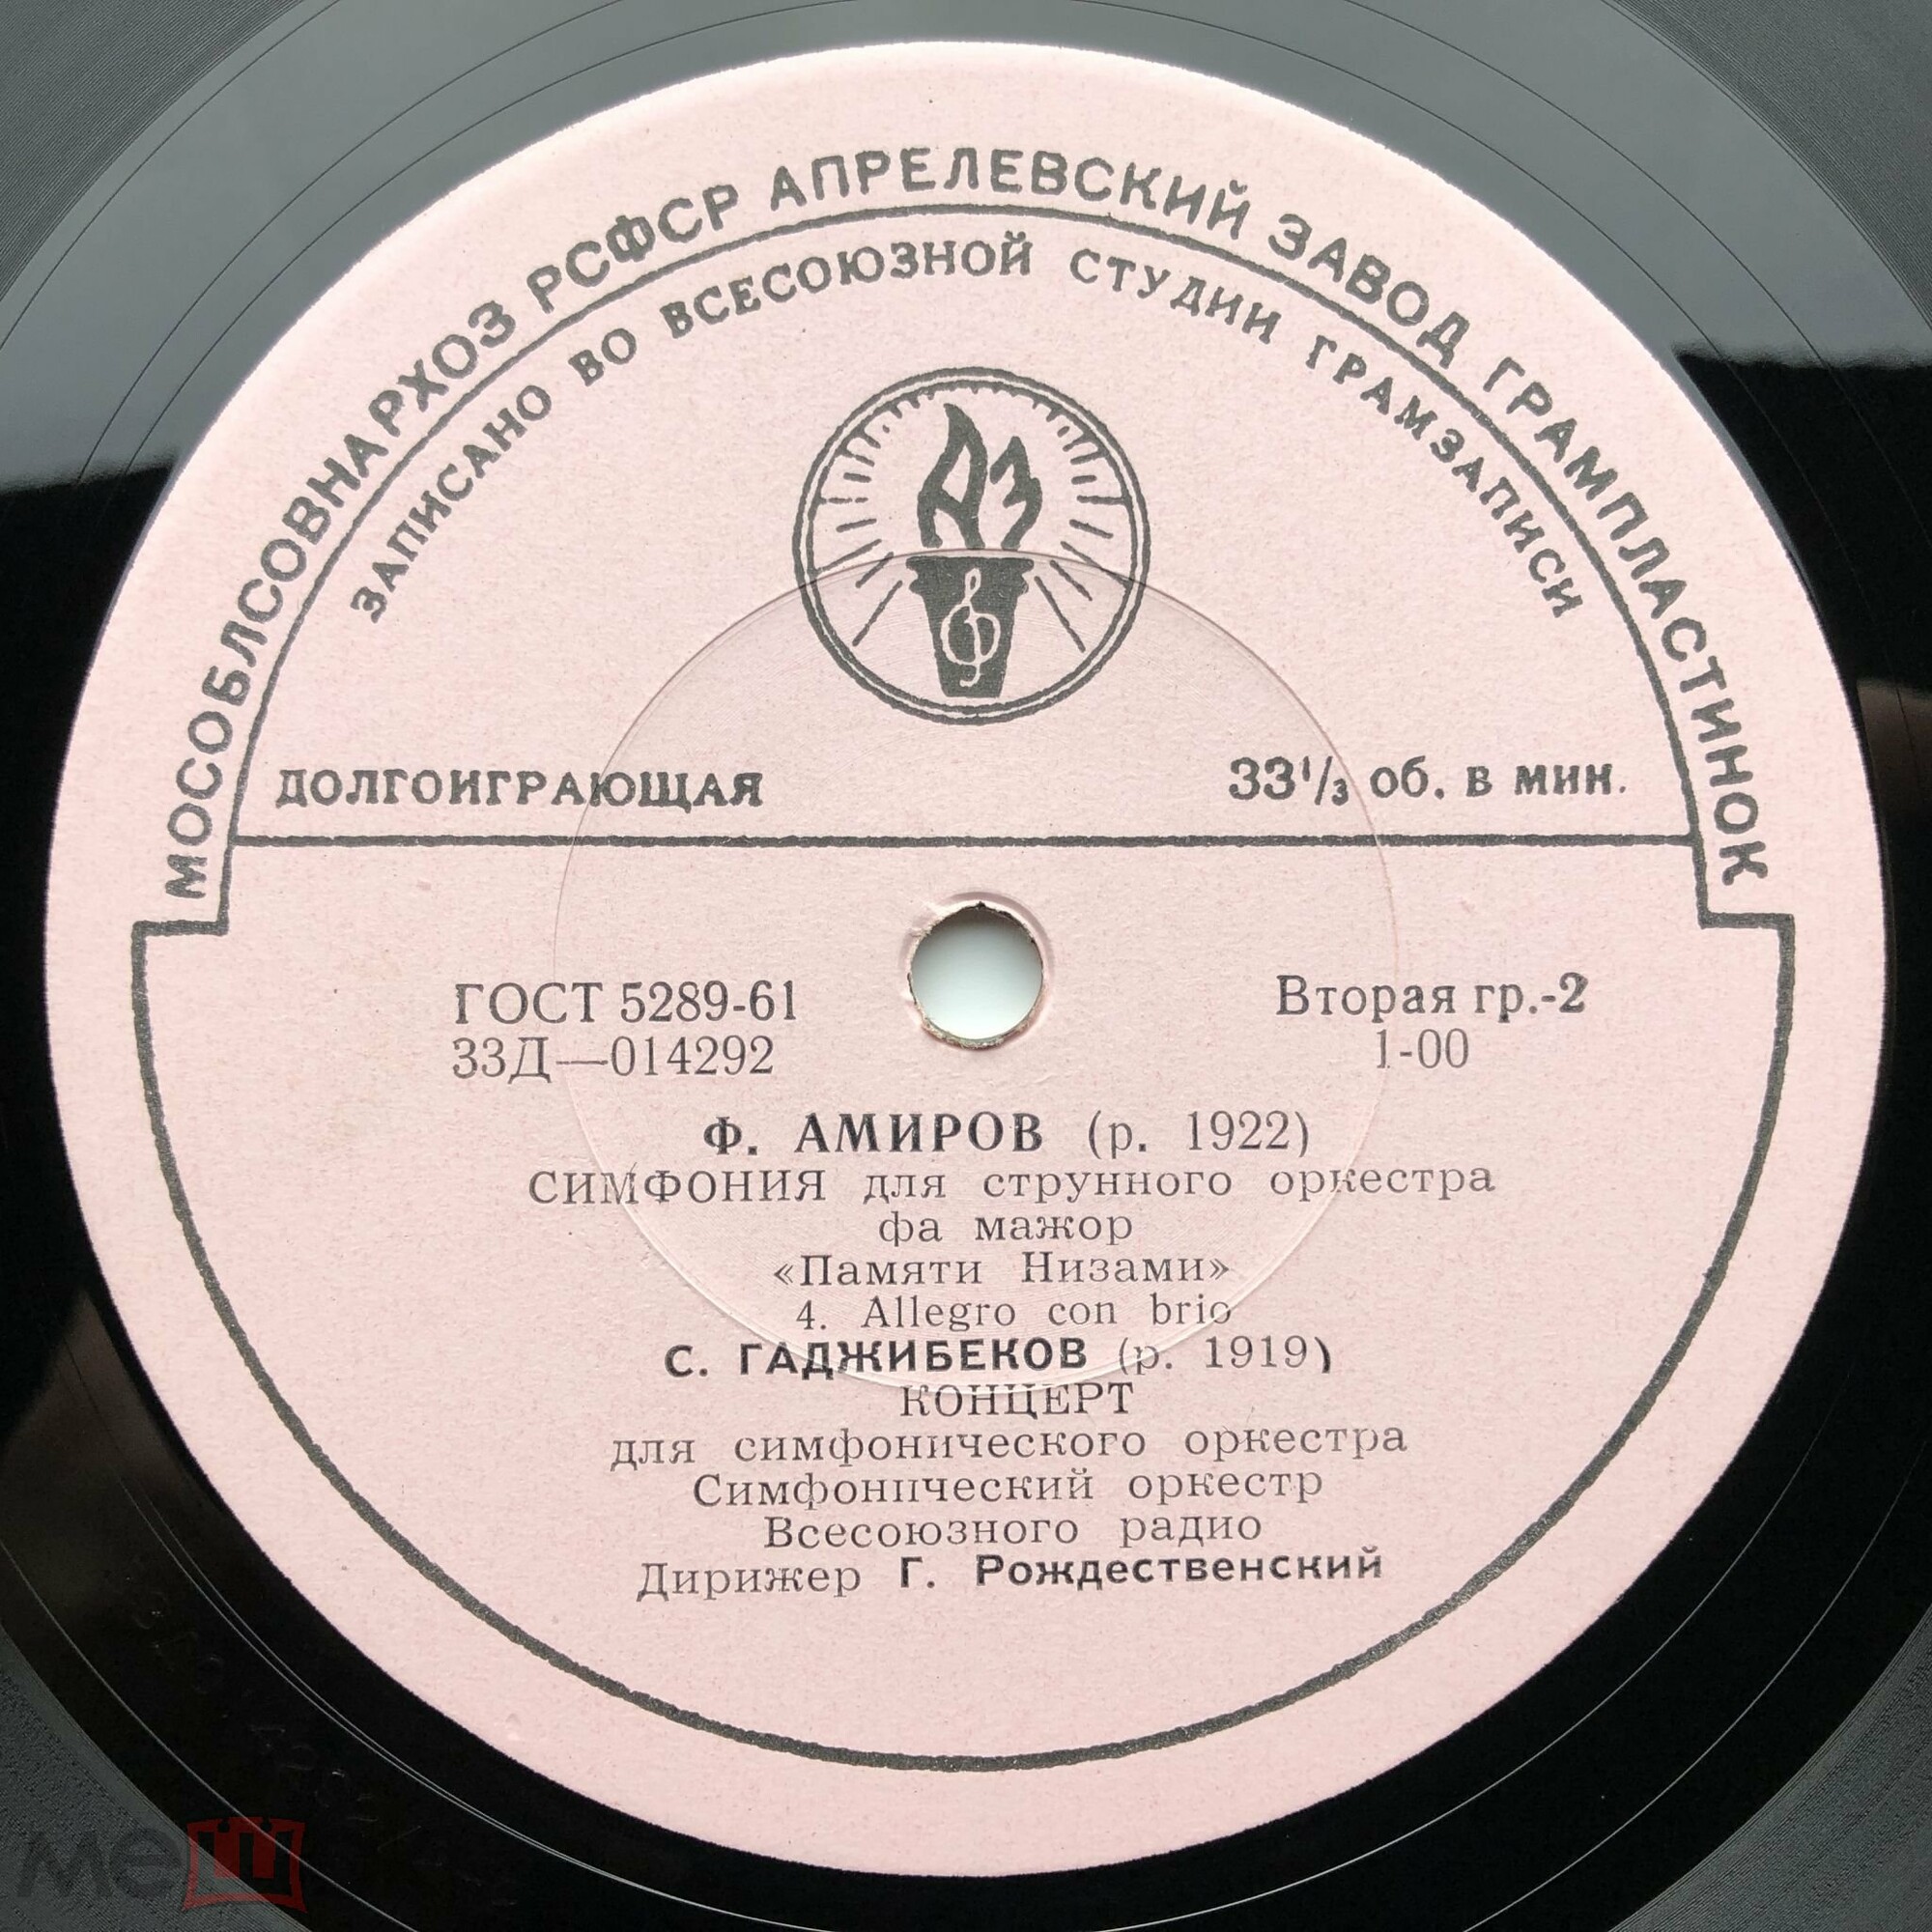 МОСОБЛСОВНАРХОЗ РСФСР АПРЕЛЕВСКИЙ ЗАВОД ГРАМПЛАСТИНОК
ЗАПИСАНО ВО ВСЕСОЮЗНОЙ СТУДИИ ГРАМЗАПИСИ
АЗ
ДОЛГОИГРАЮЩАЯ 33⅓ об. в мин.
ГОСТ 5289-61 Вторая гр.-2
33Д—014292 1-00
Ф. АМИРОВ (р. 1922)
СИМФОНИЯ для струнного оркестра
фа мажор
«Памяти Низами»
4. Allegro con brio
С. ГАДЖИБЕКОВ (р. 1919)
КОНЦЕРТ
для симфонического оркестра
Симфонический оркестр
Всесоюзного радио
Дирижер Г. Рождественский
меш